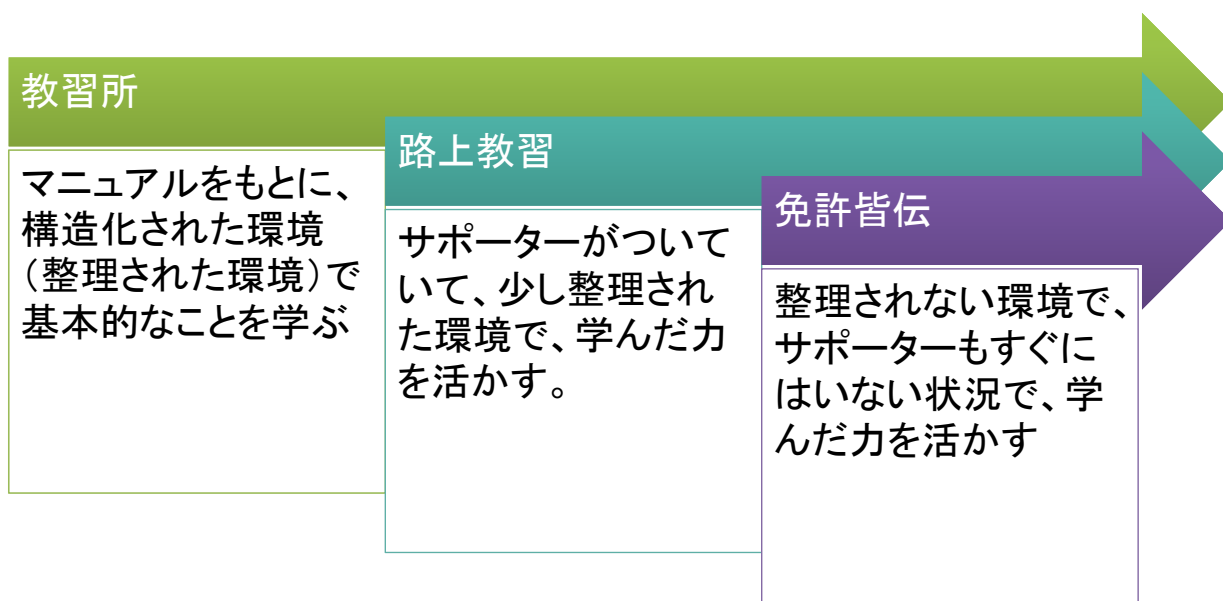 教習所
マニュアルをもとに、
構造化された環境
（整理された環境）で
基本的なことを学ぶ
路上教習
サポーターがついて
いて、少し整理され
た環境で、学んだ力
を活かす。
免許皆伝
整理されない環境で、
サポーターもすぐに
はいない状況で、学
んだ力を活かす